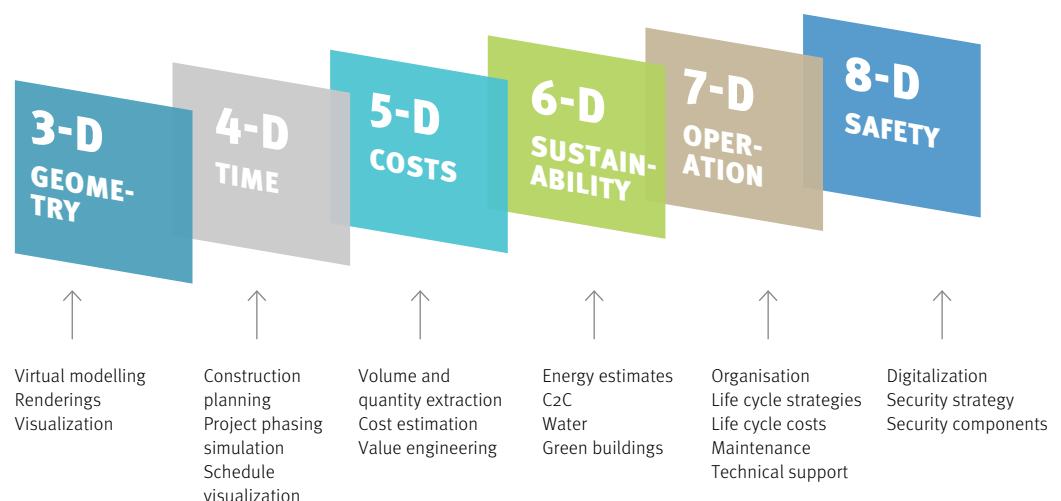 3-D
GEOME-
TRY
4-D
TIME
5-D
COSTS
6-D
SUSTAIN-
ABILITY
7-D
OPER-
ATION
8-D
SAFETY
Virtual modelling
Renderings
Visualization
Construction
planning
Project phasing
simulation
Schedule
visualization
Volume and
quantity extraction
Cost estimation
Value engineering
Energy estimates
C2C
Water
Green buildings
Organisation
Life cycle strategies
Life cycle costs
Maintenance
Technical support
Digitalization
Security strategy
Security components